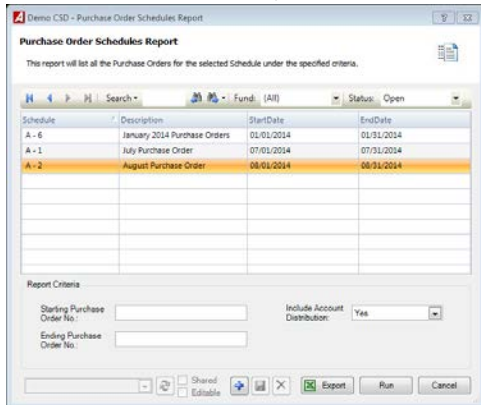 Demo CSD - Purchase Order Schedules Report
Purchase Order Schedules Report
This report will list all the Purchase Orders for the selected Schedule under the specified criteria.
Search Fund: (All) Status: Open
Schedule Description StartDate EndDate
A - 6 January 2014 Purchase Orders 01/01/2014 01/31/2014
A - 1 July Purchase Order 07/01/2014 07/31/2014
A - 2 August Purchase Order 08/01/2014 08/31/2014
Report Criteria
Starting Purchase Order No.:
Include Account Distribution: Yes
Ending Purchase Order No.:
Shared
Editable
Export Run Cancel